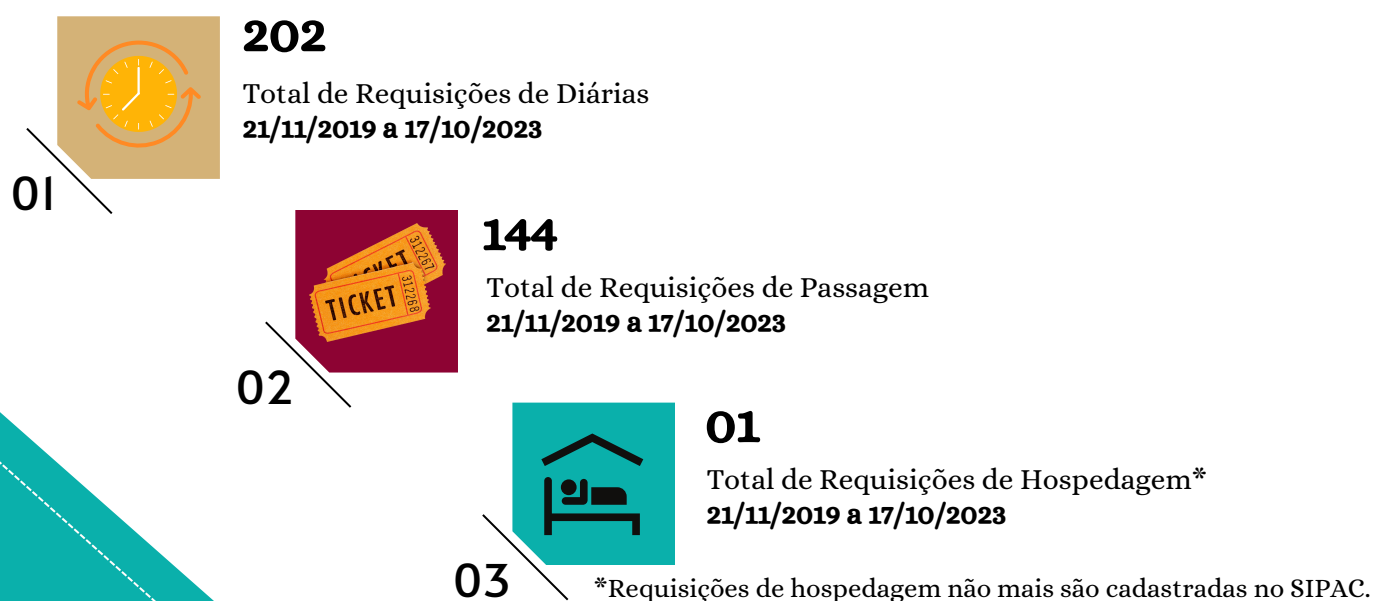 202
Total de Requisições de Diárias
21/11/2019 a 17/10/2023
01
144
Total de Requisições de Passagem
21/11/2019 a 17/10/2023
TICKET 312267
TICKET 312268
02
01
Total de Requisições de Hospedagem*
21/11/2019 a 17/10/2023
03
*Requisições de hospedagem não mais são cadastradas no SIPAC.